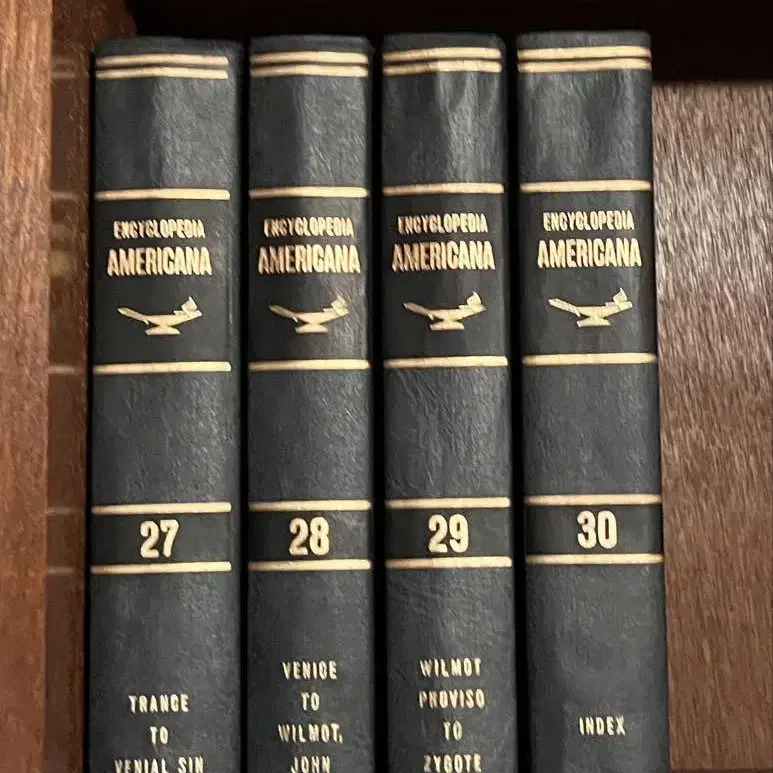 ENCYCLOPEDIA
AMERICANA
27
TRANCE
TO
VENIAL SIN
ENCYCLOPEDIA
AMERICANA
28
VENICE
TO
WILMOT,
JOHN
ENCYCLOPEDIA
AMERICANA
29
WILMOT
PROVISO
TO
ZYGOTE
ENCYCLOPEDIA
AMERICANA
30
INDEX